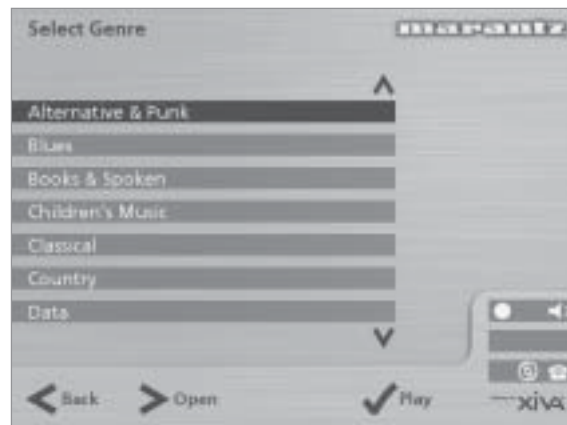 Select Genre
marantz
Alternative & Punk
Blues
Books & Spoken
Children's Music
Classical
Country
Data
Back
Open
Play
xiva